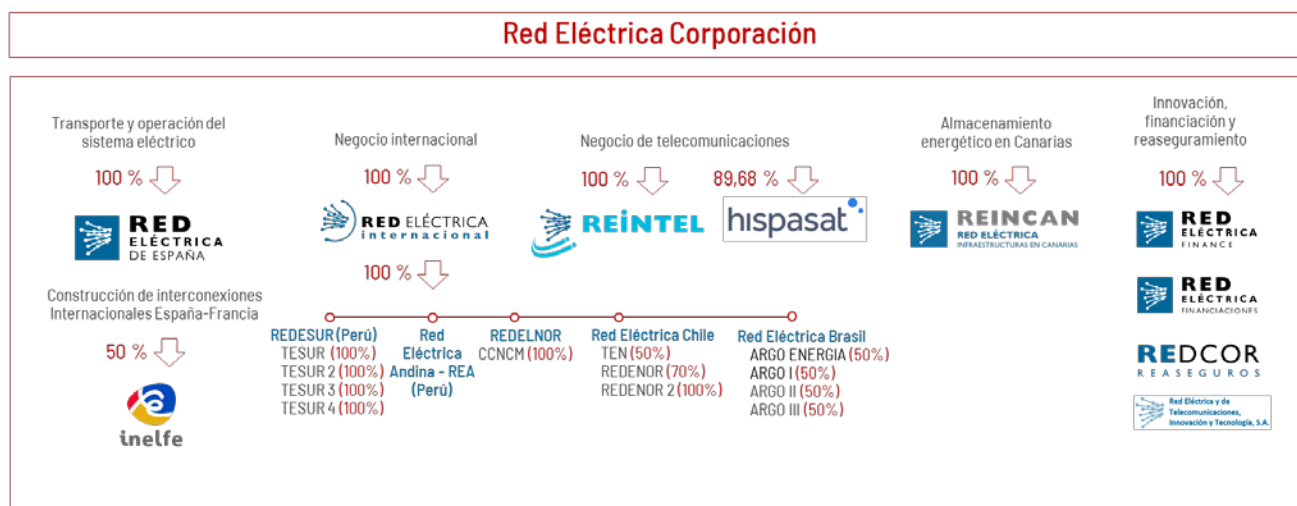 Red Eléctrica Corporación
Transporte y operación del
sistema eléctrico
100 %
RED
ELÉCTRICA
DE ESPAÑA
Construcción de interconexiones
Internacionales España-Francia
50 %
inelfe
Negocio internacional
100 %
RED ELÉCTRICA
internacional
100 %
REDESUR (Perú)
TESUR (100%)
TESUR 2 (100%)
TESUR 3 (100%)
TESUR 4 (100%)
Red
Eléctrica
Andina - REA
(Perú)
REDELNOR
CCNCM (100%)
Red Eléctrica Chile
TEN (50%)
REDENOR (70%)
REDENOR 2 (100%)
Red Eléctrica Brasil
ARGO ENERGIA (50%)
ARGO I (50%)
ARGO II (50%)
ARGO III (50%)
Negocio de telecomunicaciones
100 %
REINTEL
89,68 %
hispasat
Almacenamiento
energético en Canarias
100 %
REINCAN
RED ELÉCTRICA
INFRAESTRUCTURAS EN CANARIAS
Innovación,
financiación y
reaseguramiento
100 %
RED
ELÉCTRICA
FINANCE
RED
ELÉCTRICA
FINANCIACIONES
REDCOR
REASEGUROS
Red Eléctrica y de
Telecomunicaciones,
Innovación y Tecnología, S.A.